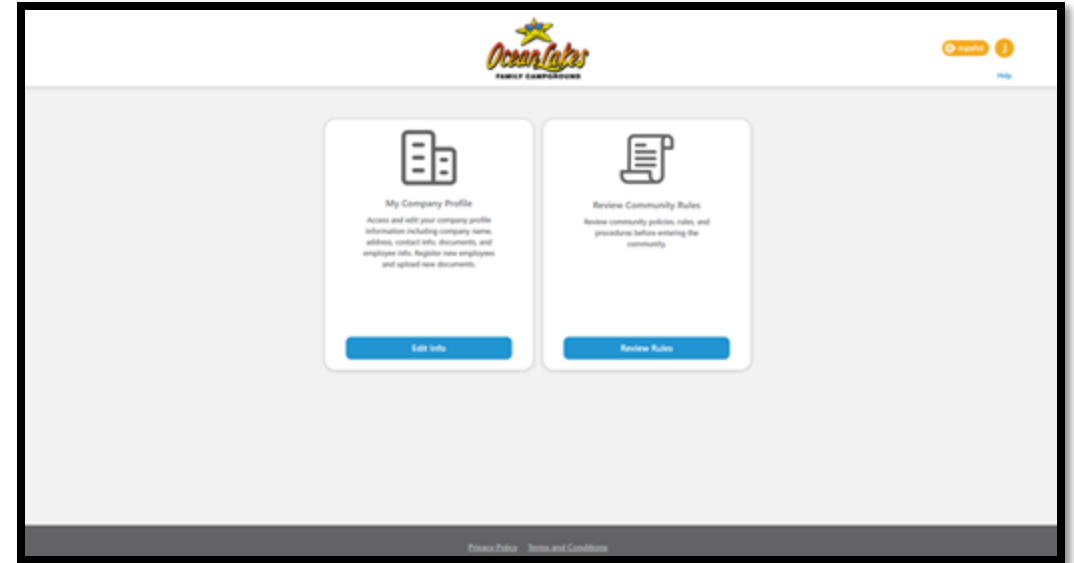 Ocean Lakes
FAMILY CAMPGROUND
español
Help
My Company Profile
Access and edit your company profile
information including company name,
address, contact info, documents, and
employee info. Register new employees
and upload new documents.
Edit Info
Review Community Rules
Review community policies, rules, and
procedures before entering the
community.
Review Rules
Privacy Policy Terms and Conditions